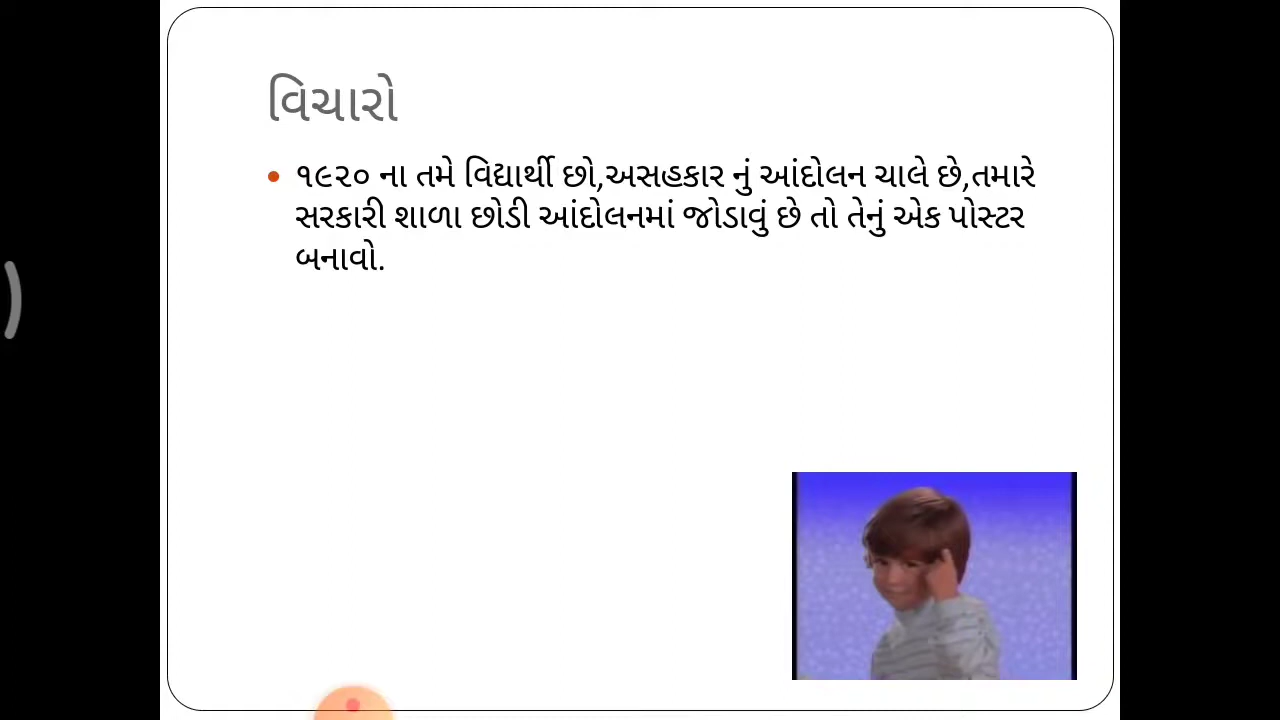 વિચારો
૧૯૨૦ ના તમે વિદ્યાર્થી છો,અસહકાર નું આંદોલન ચાલે છે,તમારે
સરકારી શાળા છોડી આંદોલનમાં જોડાવું છે તો તેનું એક પોસ્ટર
બનાવો.